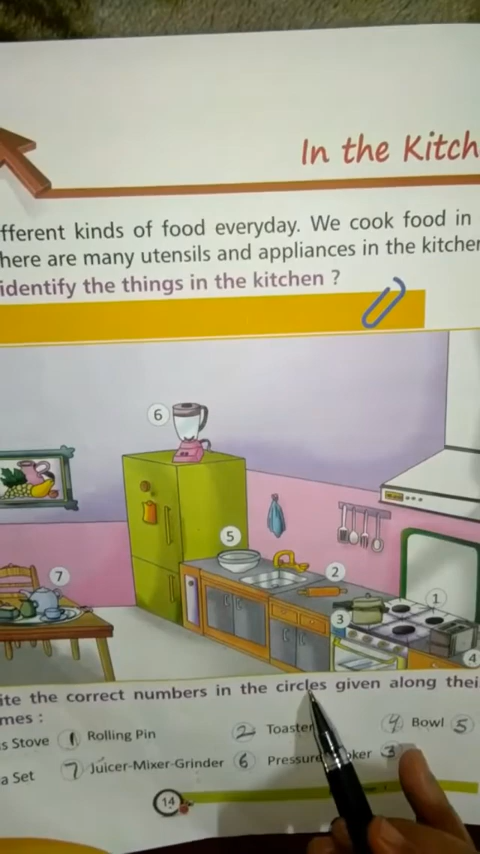 In the Kitch
fferent kinds of food everyday. We cook food in
here are many utensils and appliances in the kitcher
identify the things in the kitchen ?
6
5
7
2
1
3
4
ite the correct numbers in the circles given along thei
mes :
s Stove 1 Rolling Pin 2 Toaster 4 Bowl 5
a Set 7 Juicer-Mixer-Grinder 6 Pressure oker 3
14